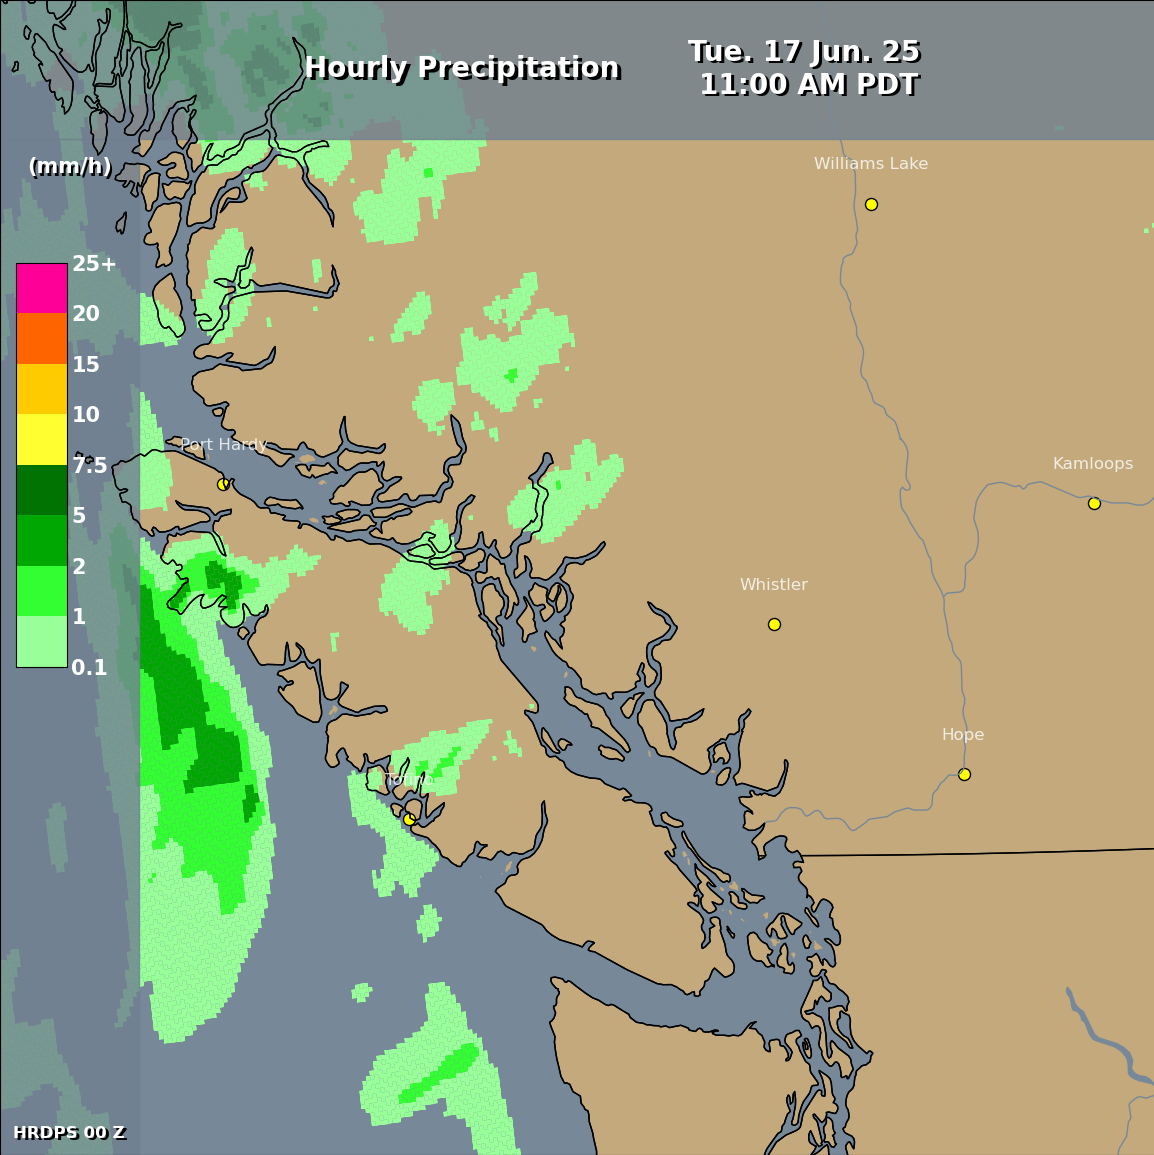 Hourly Precipitation
Tue. 17 Jun. 25
11:00 AM PDT
(mm/h)
Williams Lake
25+
20
15
10
7.5
5
2
1
0.1
Port Hardy
Kamloops
Whistler
Hope
Tofino
HRDPS 00 Z